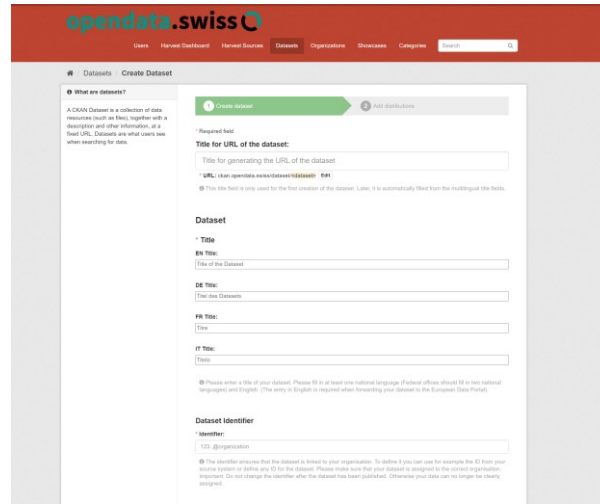 opendata.swiss
Users Harvest Dashboard Harvest Sources Datasets Organizations Showcases Categories Search
Datasets Create Dataset
What are datasets?
A CKAN Dataset is a collection of data
resources (such as files), together with a
description and other information, at a
fixed URL. Datasets are what users see
when searching for data.
1 Create dataset 2 Add distributions
* Required field
Title for URL of the dataset:
Title for generating the URL of the dataset
* URL: ckan.opendata.swiss/dataset/<dataset> Edit
This title field is only used for the first creation of the dataset. Later, it is automatically filled from the multilingual title fields.
Dataset
* Title
EN Title:
Title of the Dataset
DE Title:
Titel des Datasets
FR Title:
Titre
IT Title:
Titolo
Please enter a title of your dataset. Please fill in at least one national language (Federal offices should fill in two national
languages) and English. (The entry in English is required when forwarding your dataset to the European Data Portal).
Dataset Identifier
* Identifier:
123..@organization
The identifier ensures that the dataset is linked to your organisation. To define it you can use for example the ID from your
source system or define any ID for the dataset. Please make sure that your dataset is assigned to the correct organisation.
Important: Do not change the identifier after the dataset has been published. Otherwise your data can no longer be clearly
assigned.